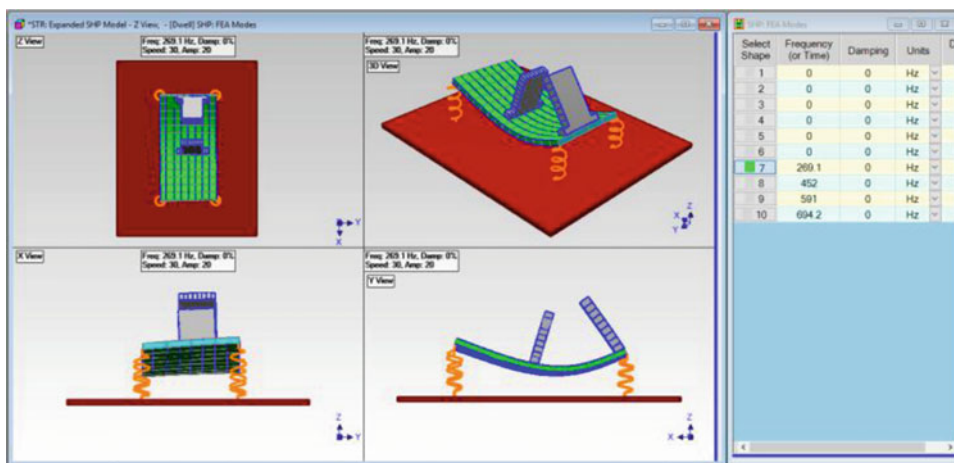 *STR: Expanded SHP Model - Z View, - [Dwell] SHP: FEA Modes
Z View
Freq: 269.1 Hz, Damp: 0%
Speed: 30, Amp: 20
Y
X
Freq: 269.1 Hz, Damp: 0%
Speed: 30, Amp: 20
3D View
Z
X
Y
X View
Freq: 269.1 Hz, Damp: 0%
Speed: 30, Amp: 20
Z
Y
Freq: 269.1 Hz, Damp: 0%
Speed: 30, Amp: 20
Y View
Z
X
SHP: FEA Modes
Select Shape Frequency (or Time) Damping Units D
1 0 0 Hz
2 0 0 Hz
3 0 0 Hz
4 0 0 Hz
5 0 0 Hz
6 0 0 Hz
7 269.1 0 Hz
8 452 0 Hz
9 591 0 Hz
10 694.2 0 Hz